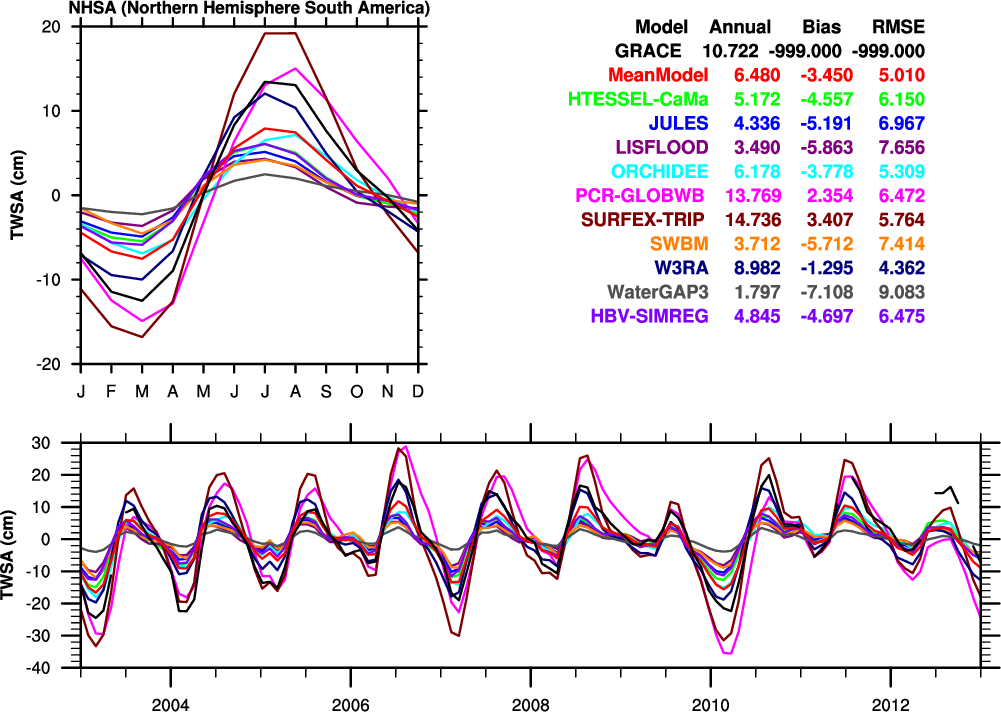 NHSA (Northern Hemisphere South America)
Model Annual Bias RMSE
GRACE 10.722 -999.000 -999.000
MeanModel 6.480 -3.450 5.010
HTESSEL-CaMa 5.172 -4.557 6.150
JULES 4.336 -5.191 6.967
LISFLOOD 3.490 -5.863 7.656
ORCHIDEE 6.178 -3.778 5.309
PCR-GLOBWB 13.769 2.354 6.472
SURFEX-TRIP 14.736 3.407 5.764
SWBM 3.712 -5.712 7.414
W3RA 8.982 -1.295 4.362
WaterGAP3 1.797 -7.108 9.083
HBV-SIMREG 4.845 -4.697 6.475
TWSA (cm)
20
10
0
-10
-20
J F M A M J J A S O N D
TWSA (cm)
30
20
10
0
-10
-20
-30
-40
2004 2006 2008 2010 2012